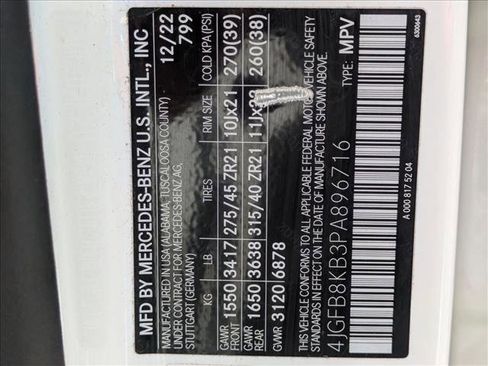 MFD BY MERCEDES-BENZ U.S. INTL., INC
MANUFACTURED IN USA (ALABAMA, TUSCALOOSA COUNTY) 12/22
UNDER CONTRACT FOR MERCEDES-BENZ AG,
STUTTGART (GERMANY) 799
KG LB TIRES RIM SIZE COLD KPA (PSI)
GAWR FRONT 1550 3417 275/45 ZR21 10Jx21 270(39)
GAWR REAR 1650 3638 315/40 ZR21 260(38)
GVWR 3120 6878
THIS VEHICLE CONFORMS TO ALL APPLICABLE FEDERAL MOTOR VEHICLE SAFETY
STANDARDS IN EFFECT ON THE DATE OF MANUFACTURE SHOWN ABOVE.
4JGFB8KB3PA896716 TYPE: MPV
A 000 817 52 04
6300643